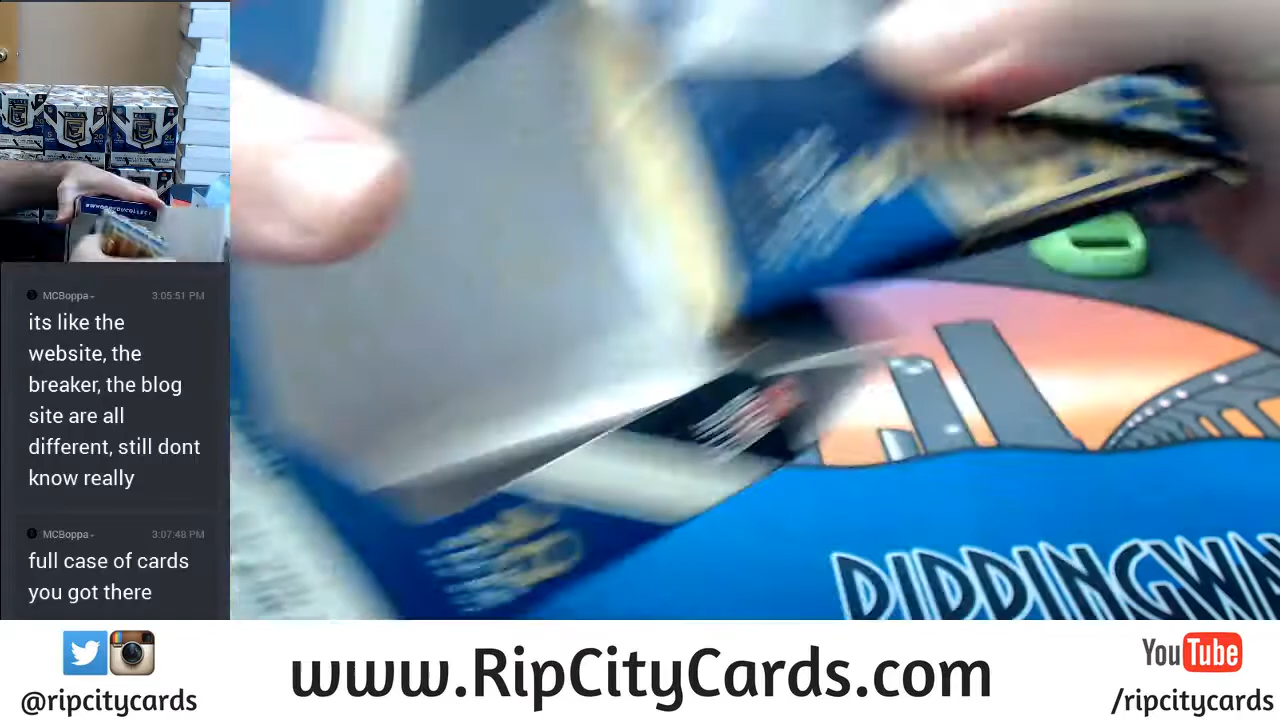 MCBoppa- 3:05:51 PM
its like the
website, the
breaker, the blog
site are all
different, still dont
know really
MCBoppa- 3:07:48 PM
full case of cards
you got there
www.RipCityCards.com
@ripcitycards
YouTube
/ripcitycards